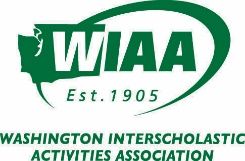 WIAA
Est.1905
WASHINGTON INTERSCHOLASTIC
ACTIVITIES ASSOCIATION